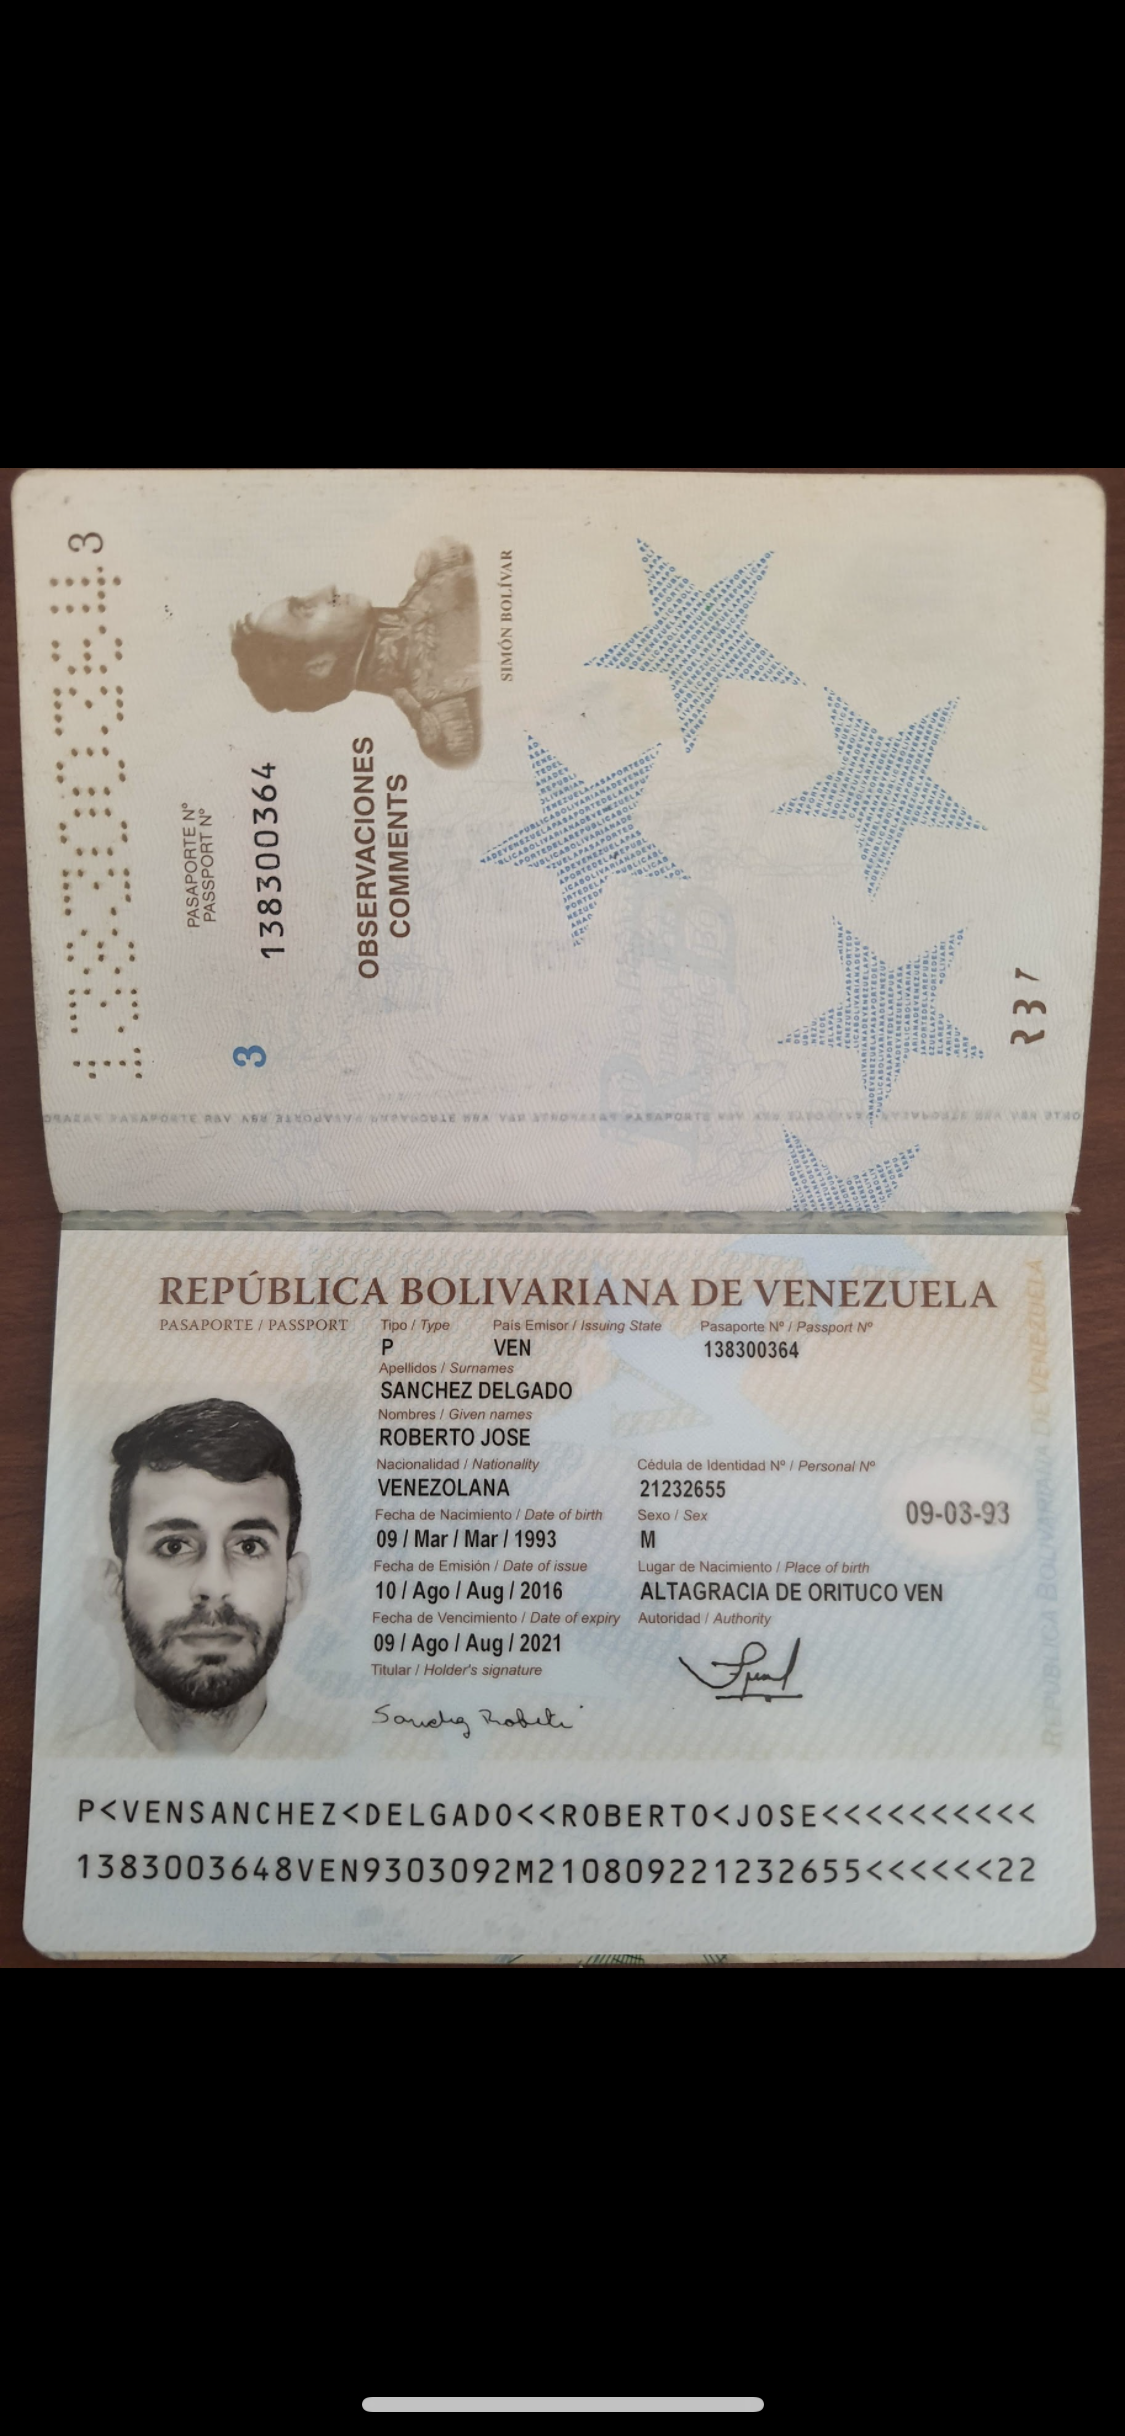 138300364
3
PASAPORTE Nº
PASSPORT Nº
138300364
3
SIMÓN BOLÍVAR
OBSERVACIONES
COMMENTS
REPÚBLICA BOLIVARIANA DE VENEZUELA
PASAPORTE / PASSPORT
Tipo / Type
País Emisor / Issuing State
Pasaporte Nº / Passport Nº
P
VEN
138300364
Apellidos / Surnames
SANCHEZ DELGADO
Nombres / Given names
ROBERTO JOSE
Nacionalidad / Nationality
Cédula de Identidad Nº / Personal Nº
VENEZOLANA
21232655
09-03-93
Fecha de Nacimiento / Date of birth
Sexo / Sex
09 / Mar / Mar / 1993
M
Fecha de Emisión / Date of issue
Lugar de Nacimiento / Place of birth
10 / Ago / Aug / 2016
ALTAGRACIA DE ORITUCO VEN
Fecha de Vencimiento / Date of expiry
Autoridad / Authority
09 / Ago / Aug / 2021
Titular / Holder's signature
REPÚBLICA BOLIVARIANA DE VENEZUELA
P<VENSANCHEZ<DELGADO<<ROBERTO<JOSE<<<<<<<<<<
1383003648VEN9303092M210809221232655<<<<<<22